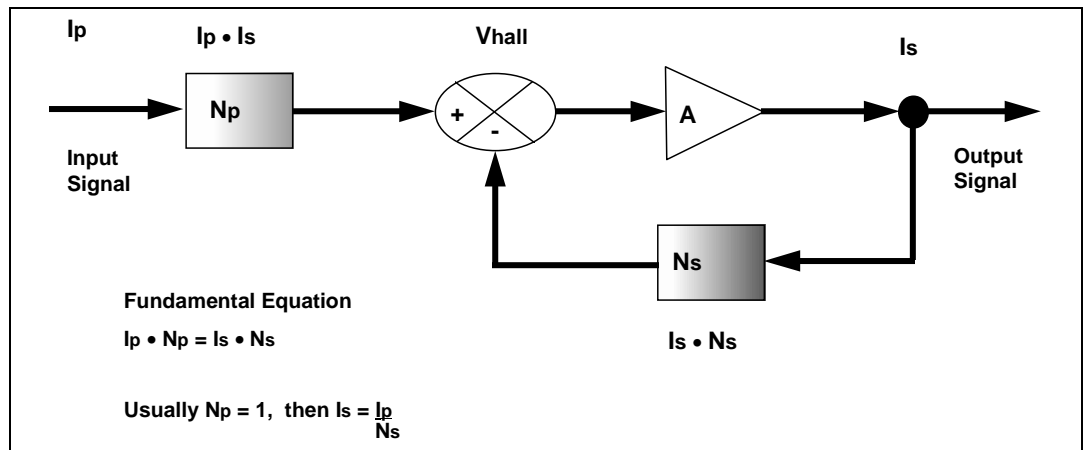 Ip
Ip • Is
Vhall
Is
Np
+
-
A
Input
Signal
Output
Signal
Ns
Is • Ns
Fundamental Equation
Ip • Np = Is • Ns
Usually Np = 1, then Is = Ip
Ns